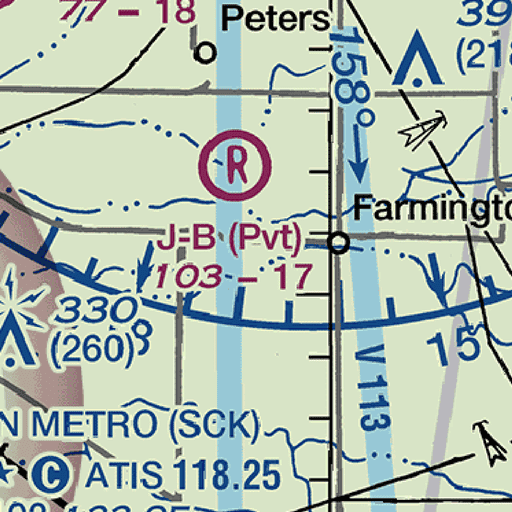 77 - 18
Peters
39
(218
158°
R
Farmingto
J-B (Pvt)
103 - 17
330
(260)
15
V 113
N METRO (SCK)
C ATIS 118.25